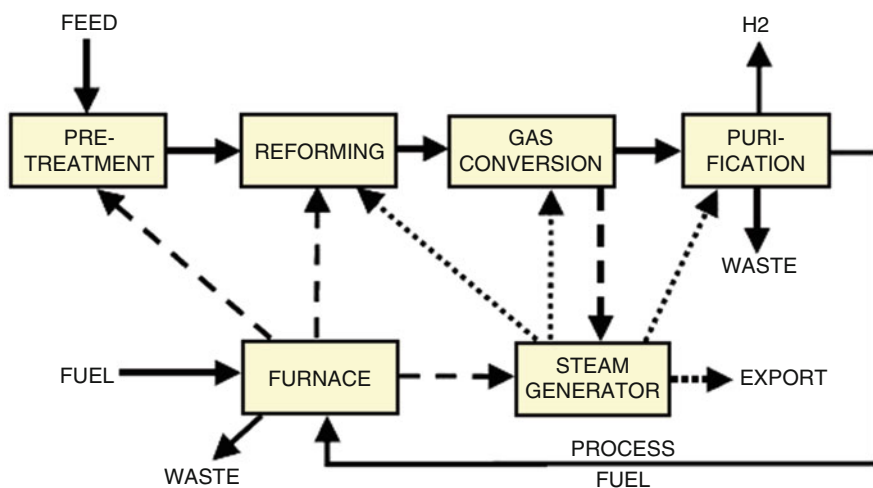 FEED
H2
PRE-
TREATMENT
REFORMING
GAS
CONVERSION
PURI-
FICATION
WASTE
FUEL
FURNACE
STEAM
GENERATOR
EXPORT
WASTE
PROCESS
FUEL